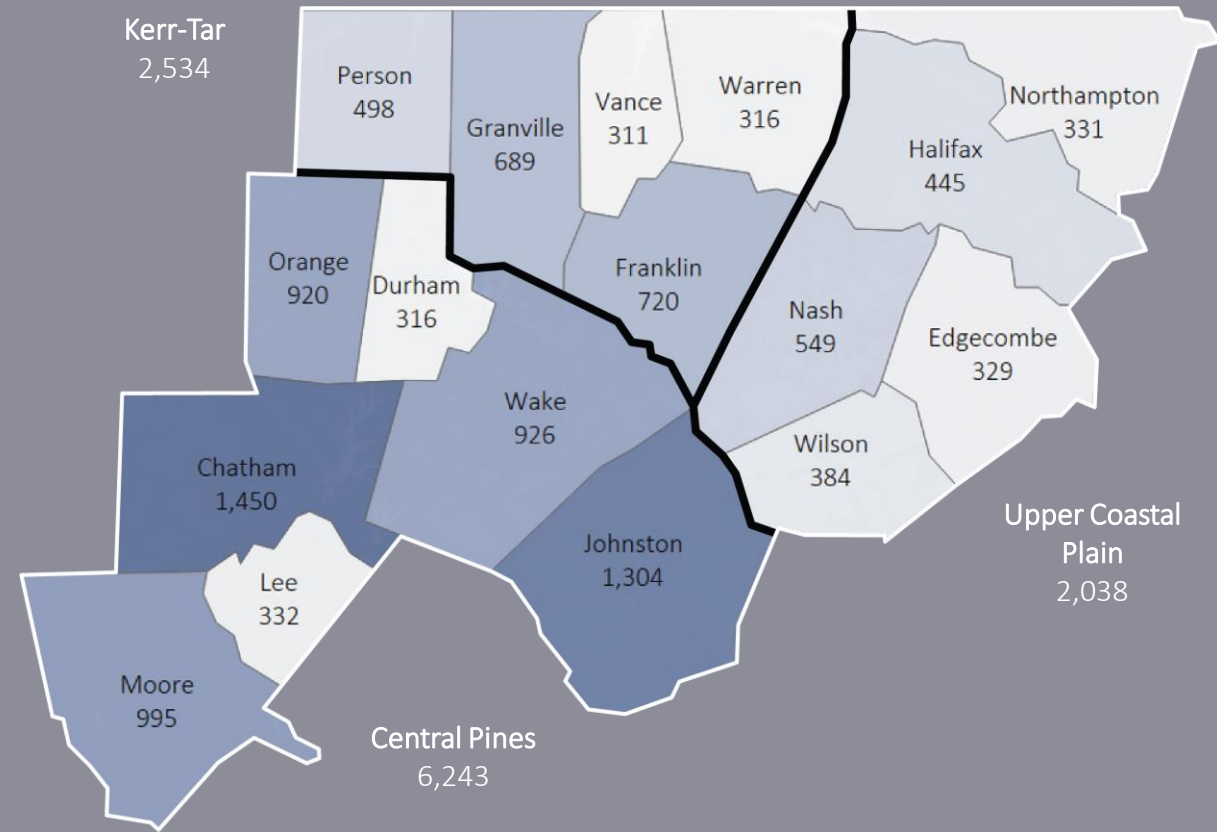 Kerr-Tar
2,534
Person
498
Granville
689
Vance
311
Warren
316
Northampton
331
Halifax
445
Orange
920
Durham
316
Franklin
720
Nash
549
Edgecombe
329
Wake
926
Wilson
384
Chatham
1,450
Johnston
1,304
Lee
332
Moore
995
Upper Coastal
Plain
2,038
Central Pines
6,243